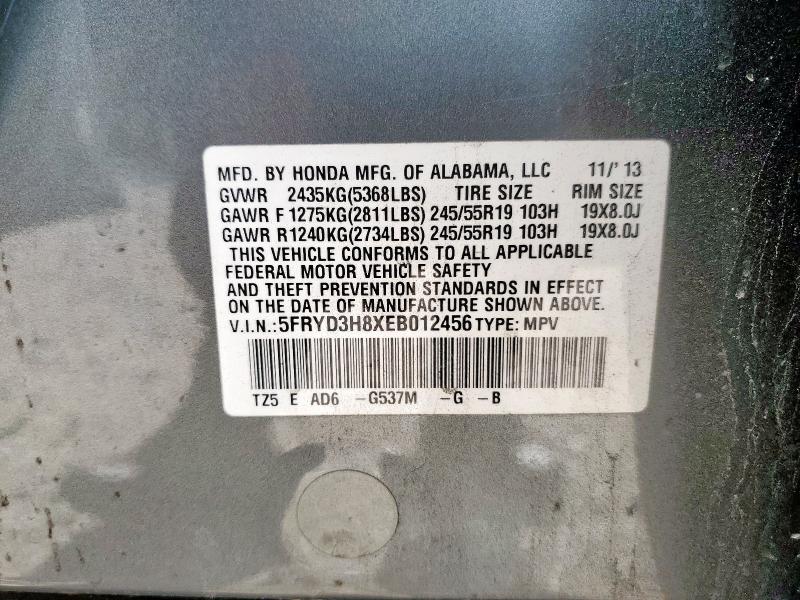 MFD. BY HONDA MFG. OF ALABAMA, LLC 11/' 13
GVWR 2435KG(5368LBS) TIRE SIZE RIM SIZE
GAWR F 1275KG(2811LBS) 245/55R19 103H 19X8.0J
GAWR R1240KG(2734LBS) 245/55R19 103H 19X8.0J
THIS VEHICLE CONFORMS TO ALL APPLICABLE
FEDERAL MOTOR VEHICLE SAFETY
AND THEFT PREVENTION STANDARDS IN EFFECT
ON THE DATE OF MANUFACTURE SHOWN ABOVE.
V.I.N.:5FRYD3H8XEB012456 TYPE: MPV
TZ5 E AD6 -G537M -G -B